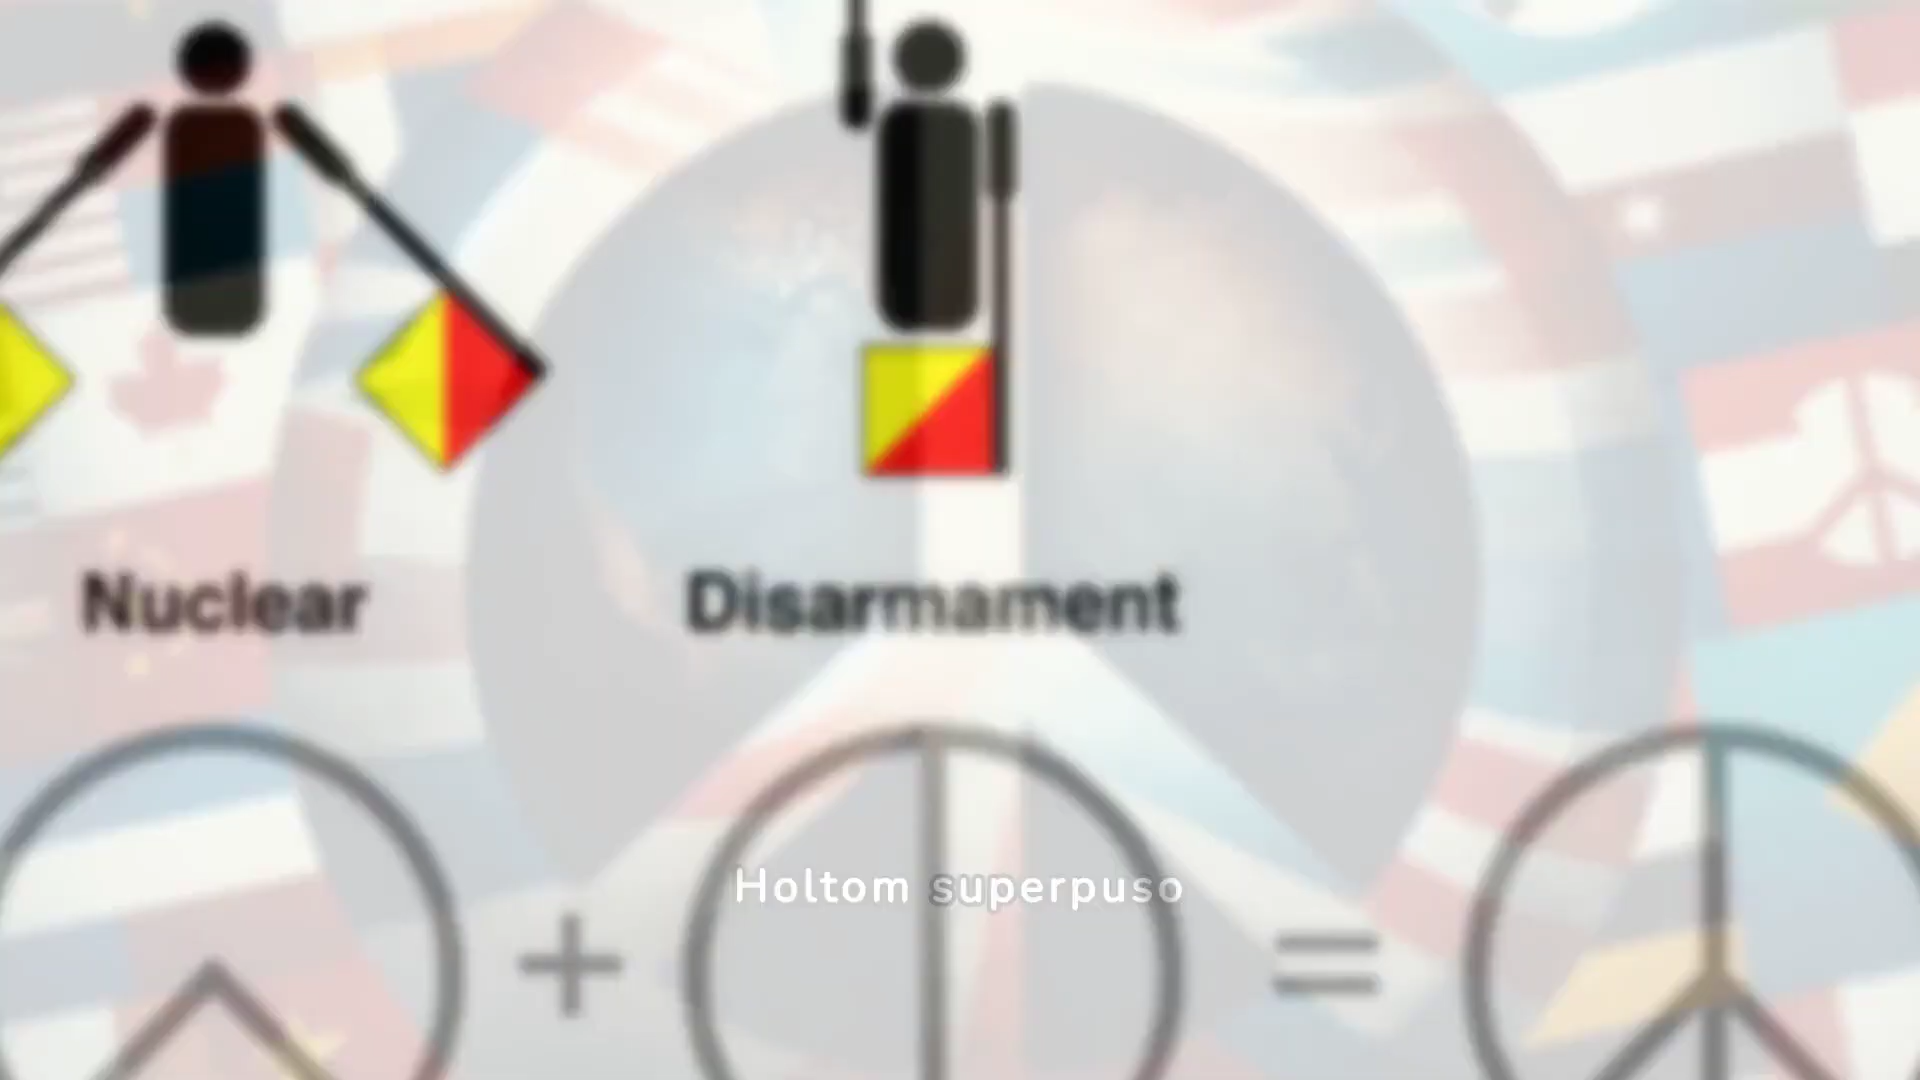 Nuclear
Disarmament
+
=
Holtom superpuso